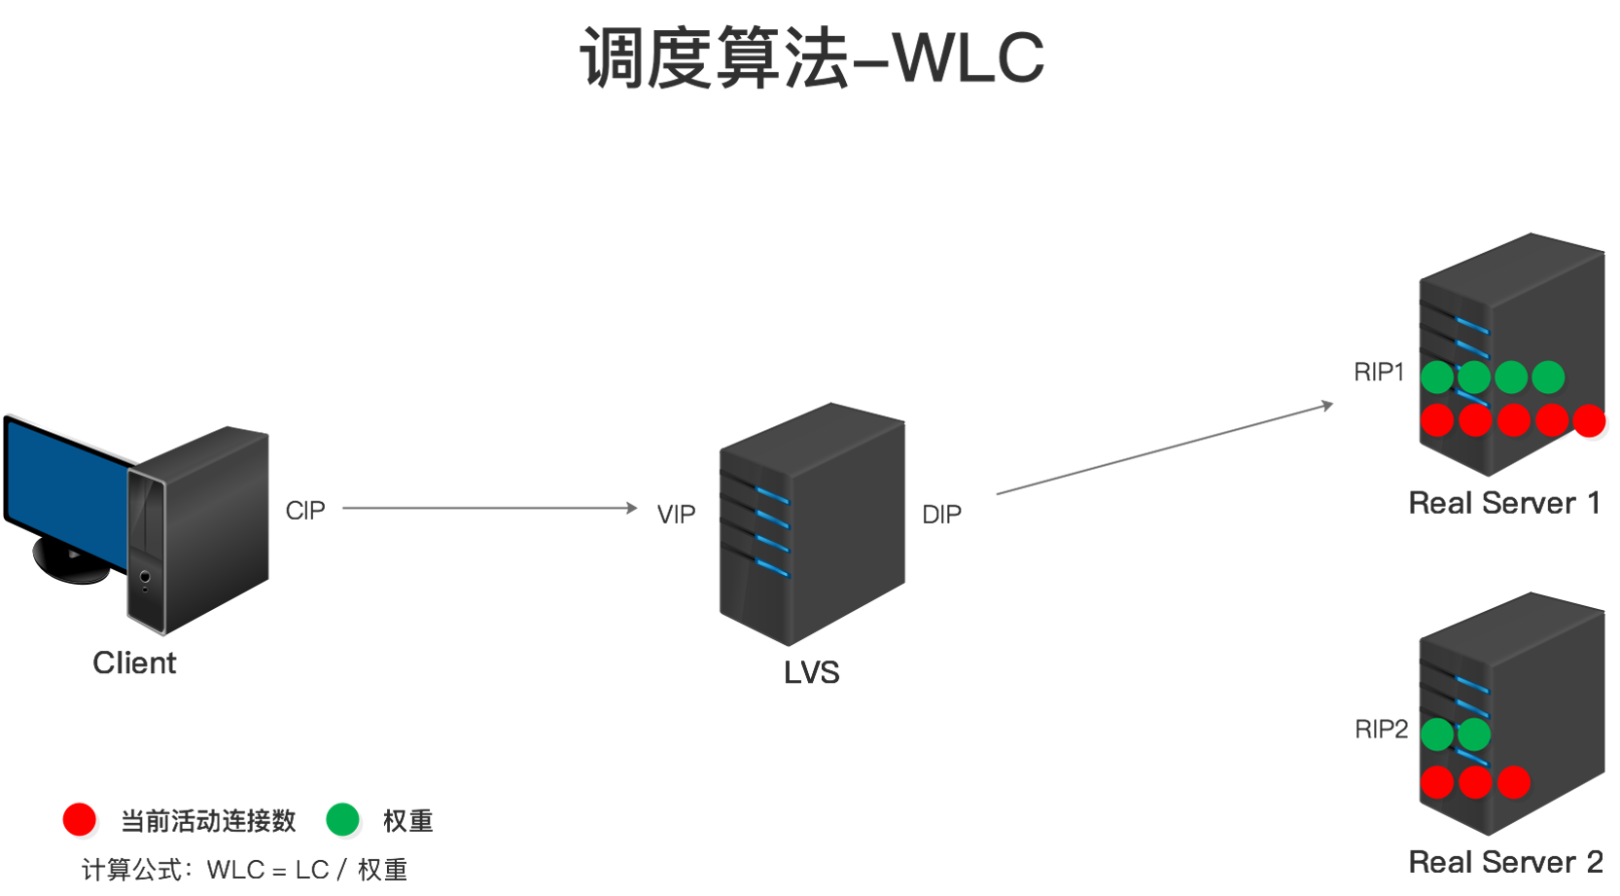 调度算法–WLC
RIP1
Real Server 1
CIP
VIP
DIP
Client
LVS
RIP2
Real Server 2
当前活动连接数
权重
计算公式：WLC = LC / 权重